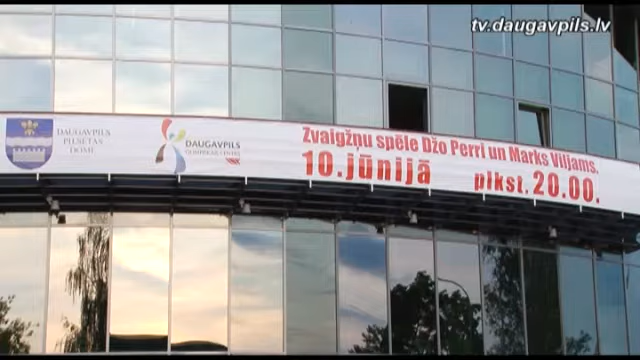 tv.daugavpils.lv
DAUGAVPILS
PILSĒTAS
DOME
DAUGAVPILS
OLIMPISKAIS CENTRS
Zvaigžņu spēle Džo Perri un Marks Viljams.
10.jūnijā plkst.20.00.